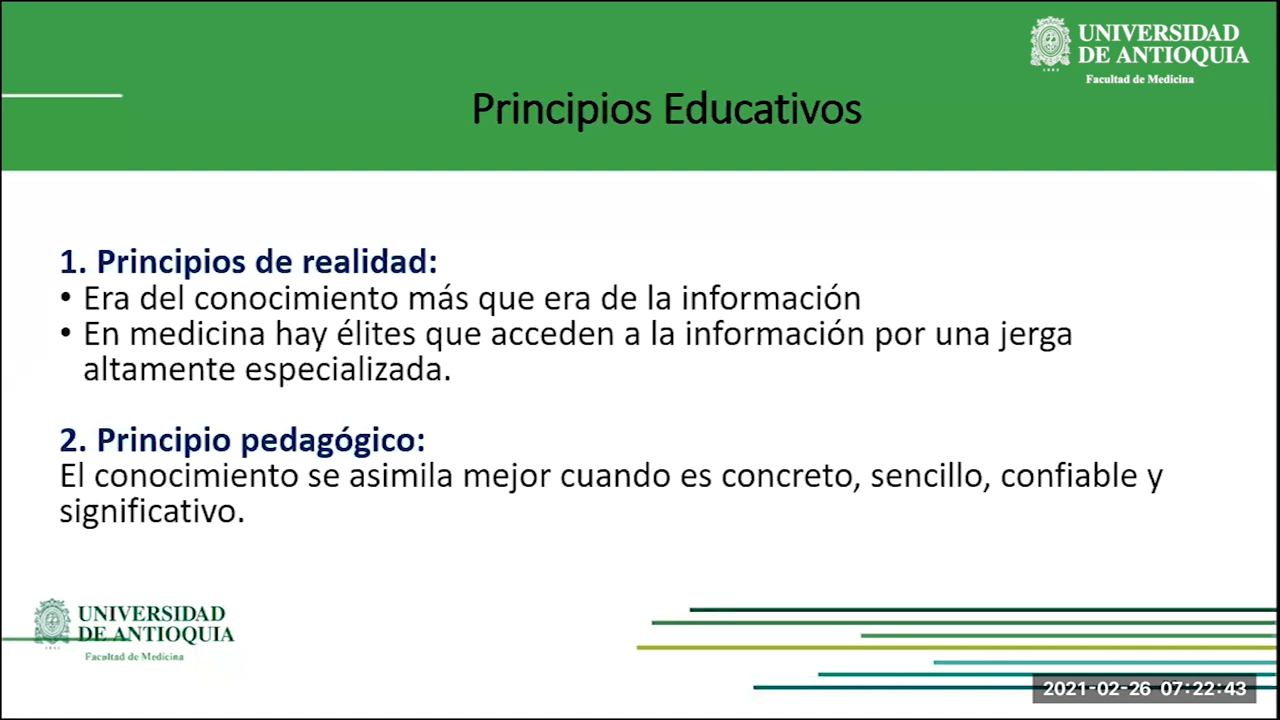 UNIVERSIDAD
DE ANTIOQUIA
1803
Facultad de Medicina
Principios Educativos
1. Principios de realidad:
• Era del conocimiento más que era de la información
• En medicina hay élites que acceden a la información por una jerga
altamente especializada.
2. Principio pedagógico:
El conocimiento se asimila mejor cuando es concreto, sencillo, confiable y
significativo.
UNIVERSIDAD
DE ANTIOQUIA
Facultad de Medicina
2021-02-26 07:22:43